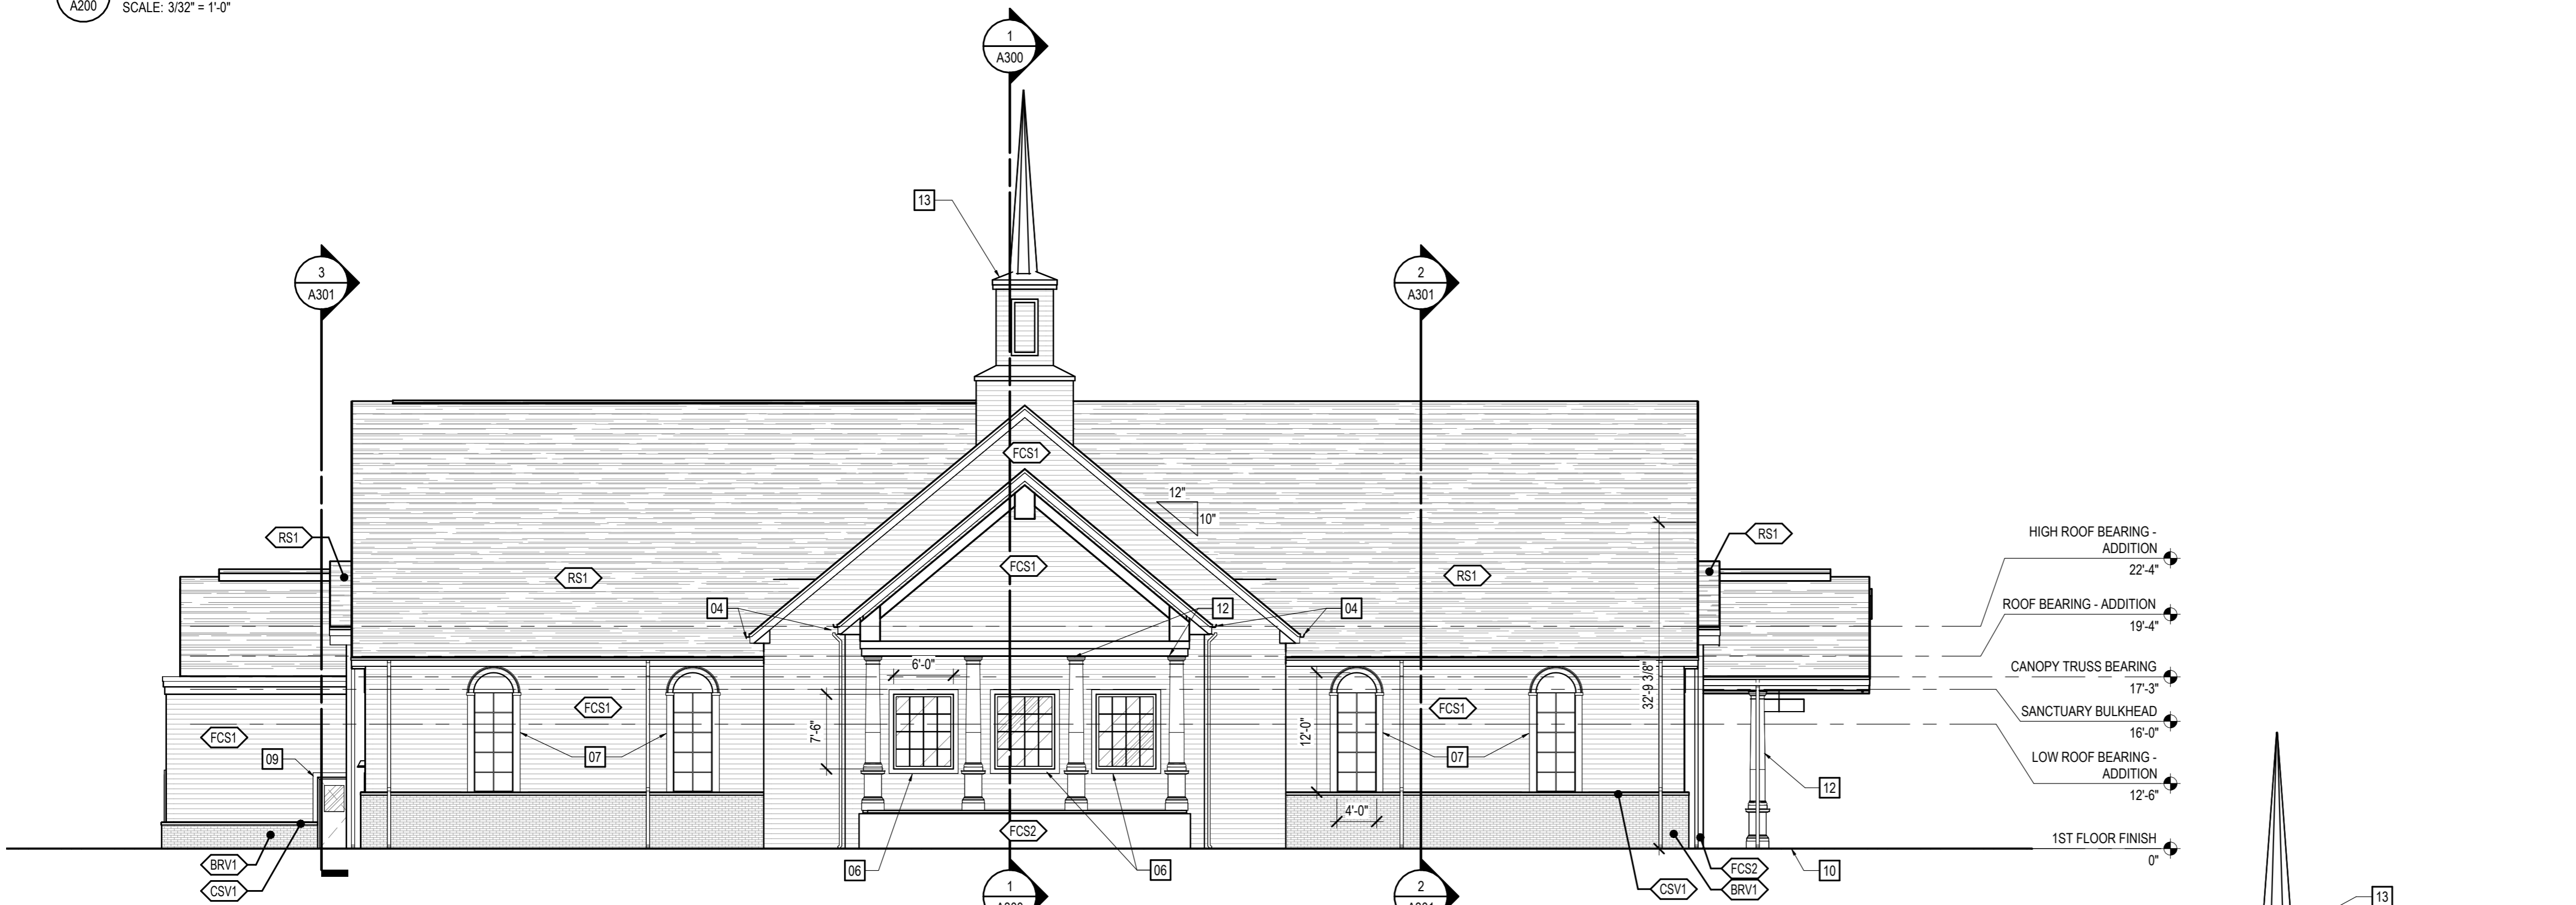 A200
SCALE: 3/32" = 1'-0"
1
A300
13
3
A301
2
A301
FCS1
12"
10"
RS1
RS1
RS1
RS1
FCS1
HIGH ROOF BEARING -
ADDITION
22'-4"
04
12
04
ROOF BEARING - ADDITION
19'-4"
6'-0"
32'-9 3/8"
CANOPY TRUSS BEARING
17'-3"
FCS1
FCS1
FCS1
7'-6"
12'-0"
SANCTUARY BULKHEAD
16'-0"
09
07
07
LOW ROOF BEARING -
ADDITION
12'-6"
12
4'-0"
FCS2
1ST FLOOR FINISH
0"
BRV1
CSV1
06
06
10
FCS2
CSV1
BRV1
1
2
13